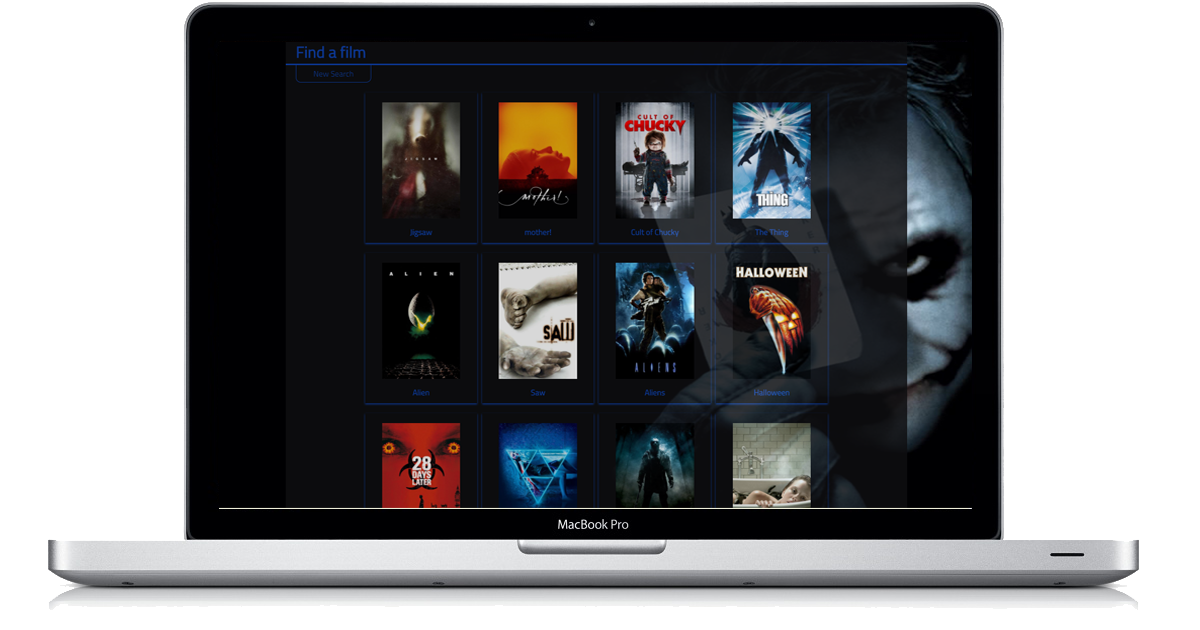 Find a film
New Search
JIGSAW
mother!
CULT OF
CHUCKY
THE
THING
Jigsaw
mother!
Cult of Chucky
The Thing
ALIEN
SAW
ALIENS
HALLOWEEN
Alien
Saw
Aliens
Halloween
28
DAYS
LATER
MacBook Pro